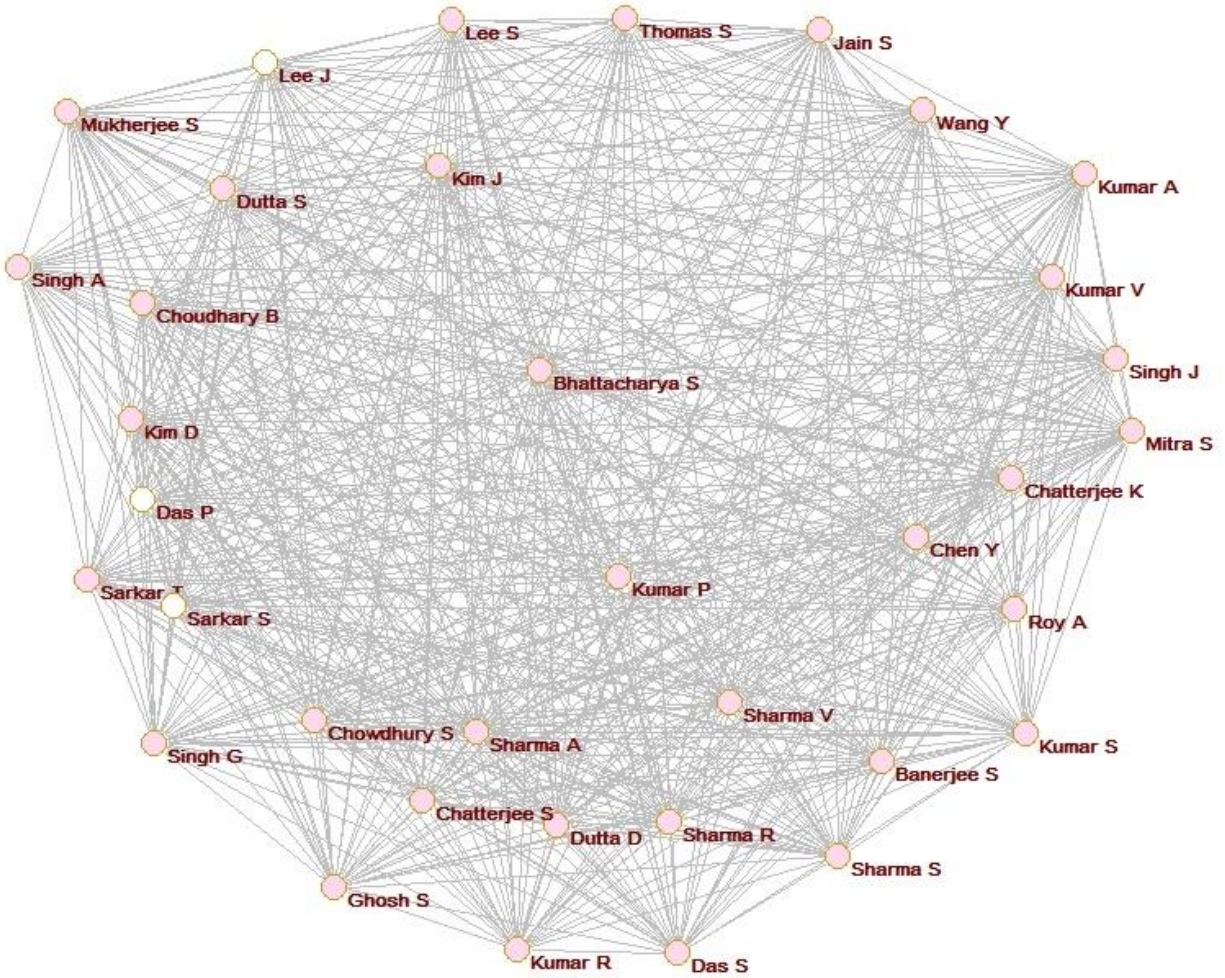 Lee S
Thomas S
Jain S
Lee J
Mukherjee S
Wang Y
Kim J
Kumar A
Dutta S
Singh A
Kumar V
Choudhary B
Singh J
Bhattacharya S
Kim D
Mitra S
Chatterjee K
Das P
Chen Y
Sarkar T
Kumar P
Sarkar S
Roy A
Sharma V
Chowdhury S
Sharma A
Kumar S
Singh G
Banerjee S
Chatterjee S
Dutta D
Sharma R
Sharma S
Ghosh S
Kumar R
Das S